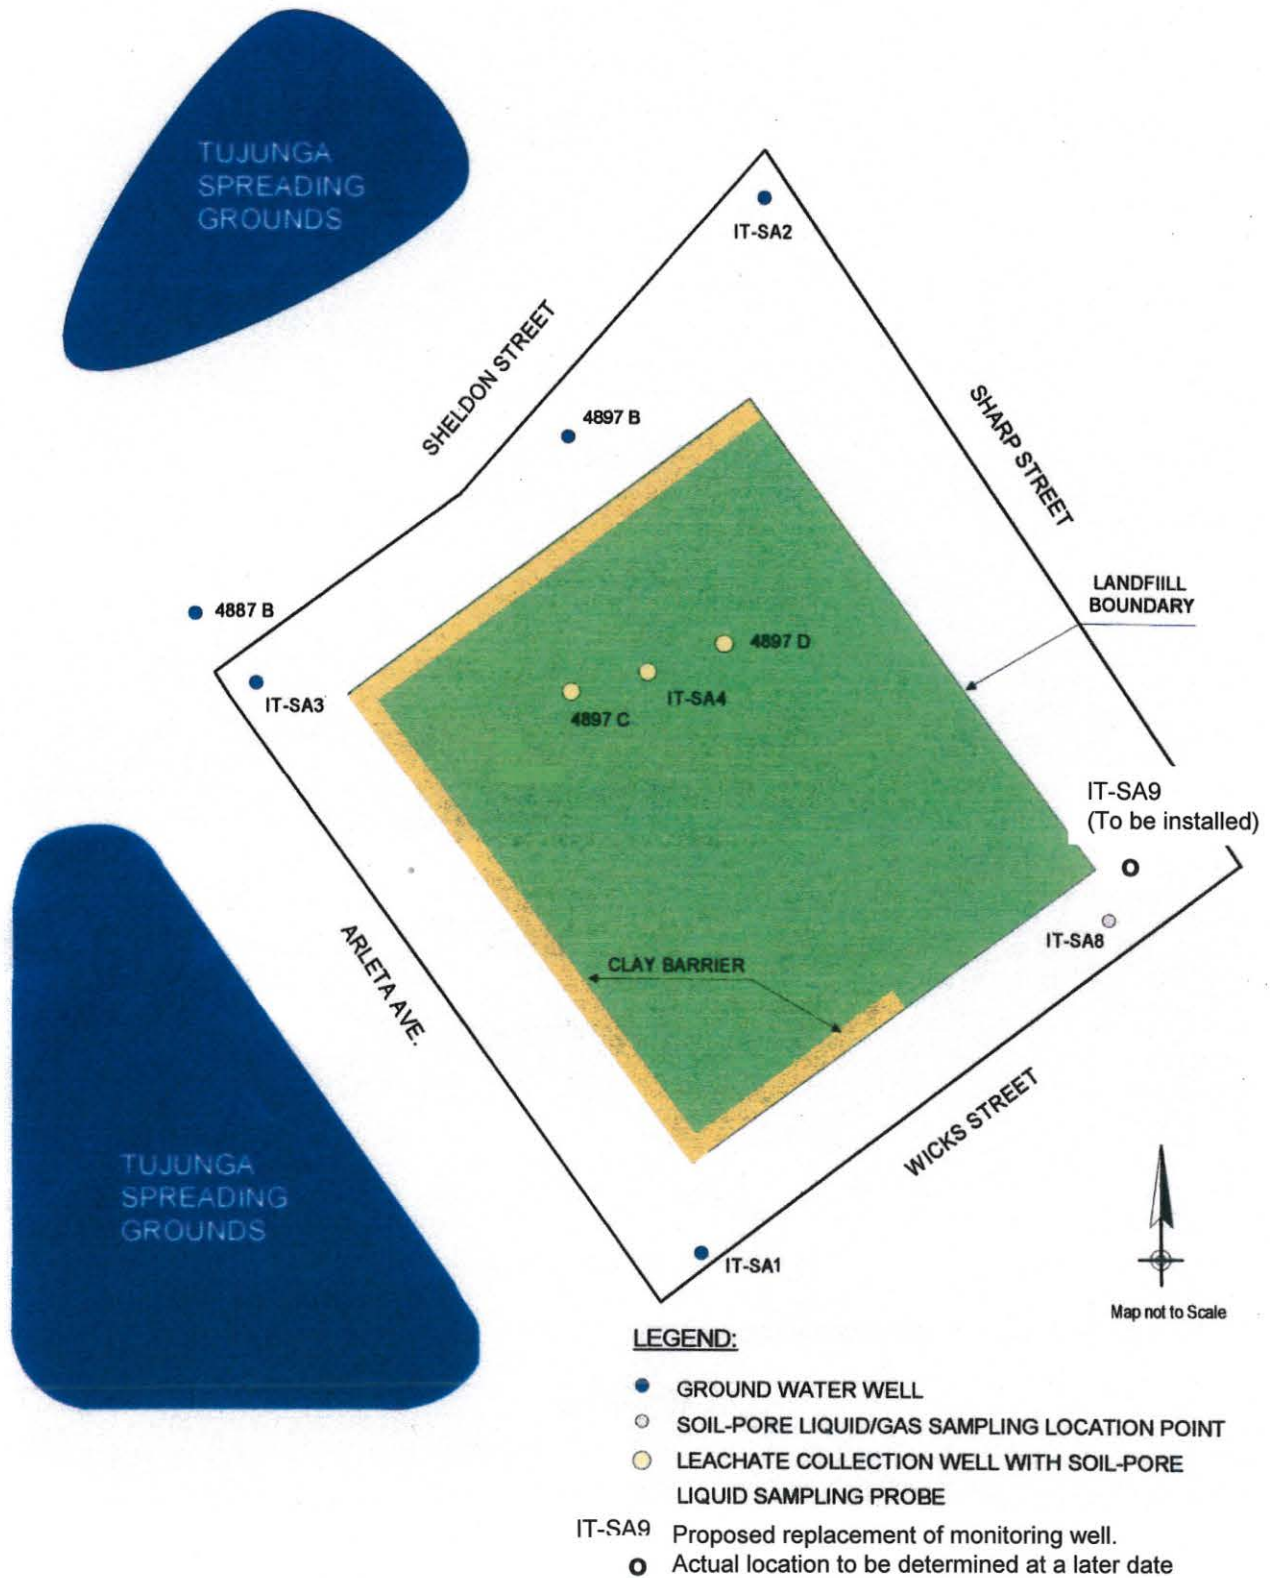 TUJUNGA
SPREADING
GROUNDS
IT-SA2
SHELDON STREET
4897 B
SHARP STREET
LANDFIILL
BOUNDARY
4887 B
4897 D
IT-SA4
IT-SA3
4897 C
IT-SA9
(To be installed)
O
IT-SA8
ARLETA AVE.
CLAY BARRIER
WICKS STREET
TUJUNGA
SPREADING
GROUNDS
IT-SA1
Map not to Scale
LEGEND:
GROUND WATER WELL
SOIL-PORE LIQUID/GAS SAMPLING LOCATION POINT
LEACHATE COLLECTION WELL WITH SOIL-PORE
LIQUID SAMPLING PROBE
IT-SA9 Proposed replacement of monitoring well.
O Actual location to be determined at a later date